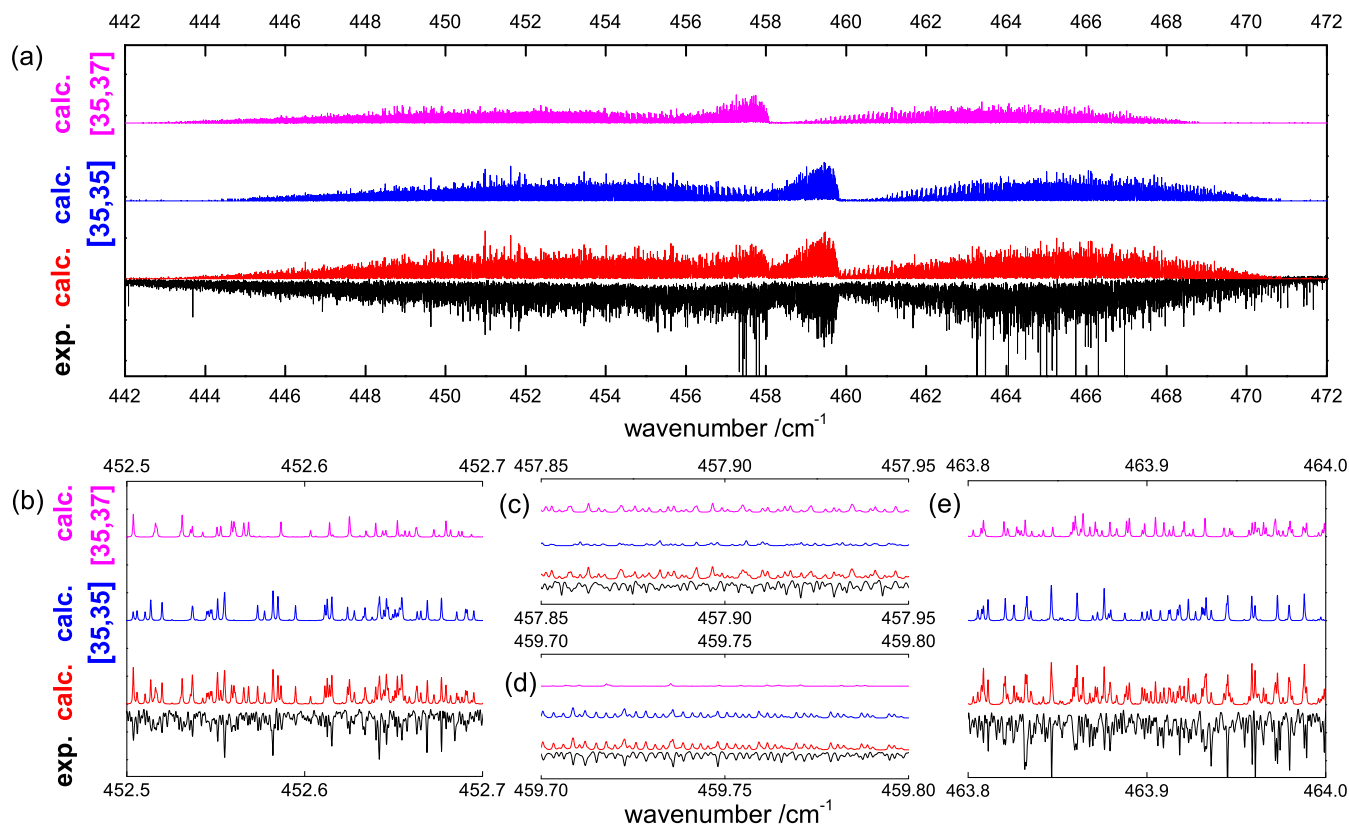 442 444 446 448 450 452 454 456 458 460 462 464 466 468 470 472
(a)
calc.
[35,37]
calc.
[35,35]
calc.
exp.
442 444 446 448 450 452 454 456 458 460 462 464 466 468 470 472
wavenumber /cm⁻¹
(b)
452.5 452.6 452.7
calc.
[35,37]
calc.
[35,35]
calc.
exp.
452.5 452.6 452.7
(c)
457.85 457.90 457.95
457.85 457.90 457.95
(d)
459.70 459.75 459.80
459.70 459.75 459.80
wavenumber /cm⁻¹
(e)
463.8 463.9 464.0
463.8 463.9 464.0